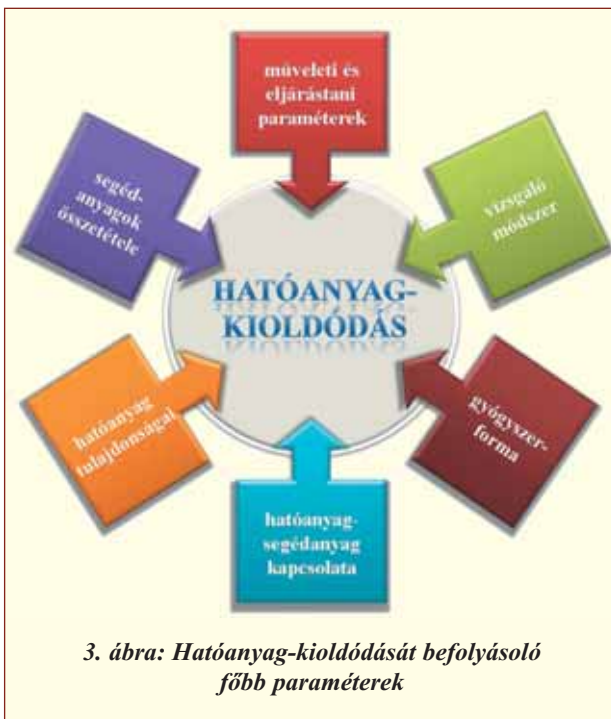 műveleti és
eljárástani
paraméterek
vizsgáló
módszer
gyógyszer-
forma
hatóanyag-
segédanyag
kapcsolata
hatóanyag
tulajdonságai
segéd-
anyagok
összetétele
HATÓANYAG-
KIOLDÓDÁS
3. ábra: Hatóanyag-kioldódását befolyásoló
főbb paraméterek